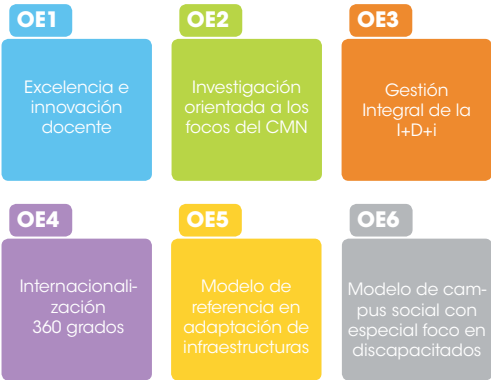 OE1
Excelencia e
innovación
docente
OE2
Investigación
orientada a los
focos del CMN
OE3
Gestión
Integral de la
I+D+i
OE4
Internacionali-
zación
360 grados
OE5
Modelo de
referencia en
adaptación de
infraestructuras
OE6
Modelo de cam-
pus social con
especial foco en
discapacitados